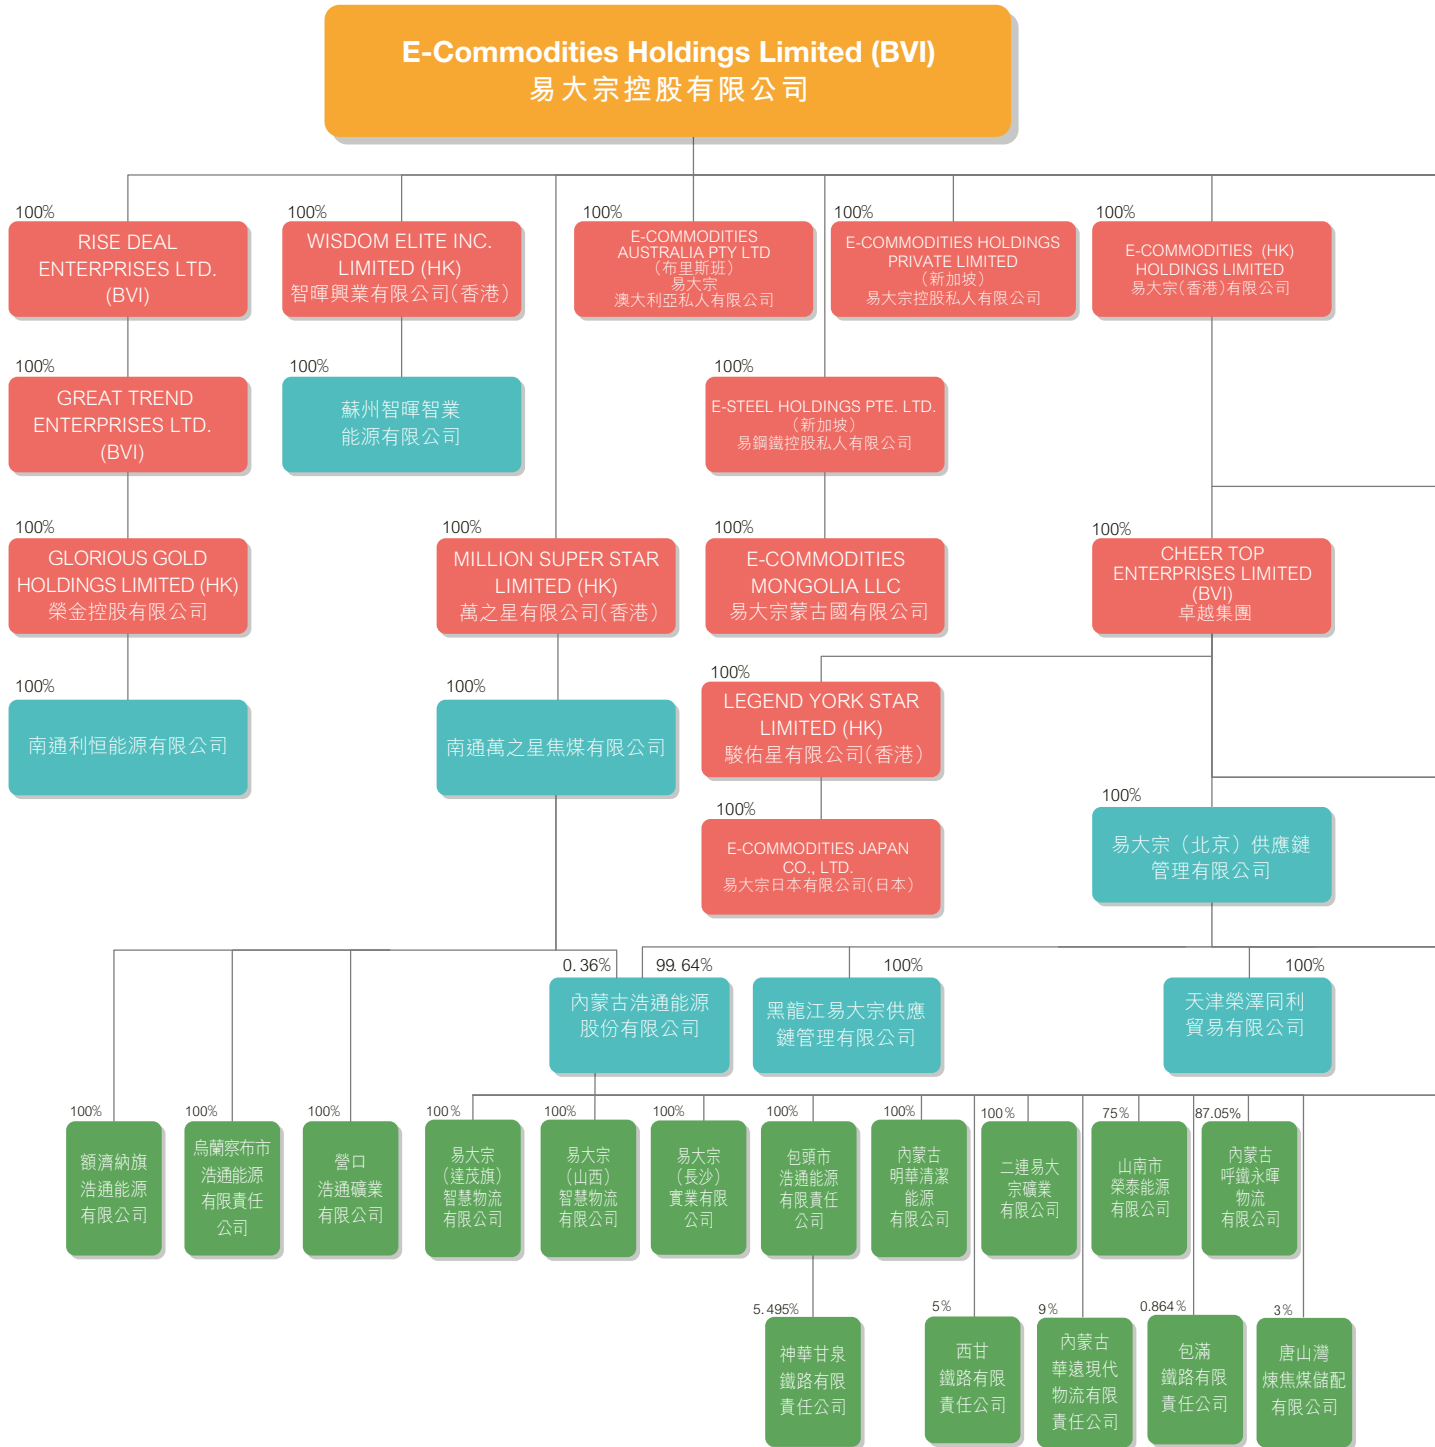 E-Commodities Holdings Limited (BVI)
易大宗控股有限公司
100%
RISE DEAL
ENTERPRISES LTD.
(BVI)
100%
WISDOM ELITE INC.
LIMITED (HK)
智暉興業有限公司(香港)
100%
E-COMMODITIES
AUSTRALIA PTY LTD
(布里斯班)
易大宗
澳大利亞私人有限公司
100%
E-COMMODITIES HOLDINGS
PRIVATE LIMITED
(新加坡)
易大宗控股私人有限公司
100%
E-COMMODITIES (HK)
HOLDINGS LIMITED
易大宗(香港)有限公司
100%
GREAT TREND
ENTERPRISES LTD.
(BVI)
100%
蘇州智暉智業
能源有限公司
100%
E-STEEL HOLDINGS PTE. LTD.
(新加坡)
易鋼鐵控股私人有限公司
100%
GLORIOUS GOLD
HOLDINGS LIMITED (HK)
榮金控股有限公司
100%
MILLION SUPER STAR
LIMITED (HK)
萬之星有限公司(香港)
100%
E-COMMODITIES
MONGOLIA LLC
易大宗蒙古國有限公司
100%
CHEER TOP
ENTERPRISES LIMITED
(BVI)
卓越集團
100%
南通利恒能源有限公司
100%
南通萬之星焦煤有限公司
100%
LEGEND YORK STAR
LIMITED (HK)
駿佑星有限公司(香港)
100%
E-COMMODITIES JAPAN
CO., LTD.
易大宗日本有限公司(日本)
100%
易大宗（北京）供應鏈
管理有限公司
0.36%
99.64%
內蒙古浩通能源
股份有限公司
100%
黑龍江易大宗供應
鏈管理有限公司
100%
天津榮澤同利
貿易有限公司
100%
額濟納旗
浩通能源
有限公司
100%
烏蘭察布市
浩通能源
有限責任
公司
100%
營口
浩通礦業
有限公司
100%
易大宗
(達茂旗)
智慧物流
有限公司
100%
易大宗
(山西)
智慧物流
有限公司
100%
易大宗
(長沙)
實業有限
公司
100%
包頭市
浩通能源
有限責任
公司
100%
內蒙古
明華清潔
能源
有限公司
100%
二連易大
宗礦業
有限公司
75%
山南市
榮泰能源
有限公司
87.05%
內蒙古
呼鐵永暉
物流
有限公司
5.495%
神華甘泉
鐵路有限
責任公司
5%
西甘
鐵路有限
責任公司
9%
內蒙古
華遠現代
物流有限
責任公司
0.864%
包滿
鐵路有限
責任公司
3%
唐山灣
煉焦煤儲配
有限公司